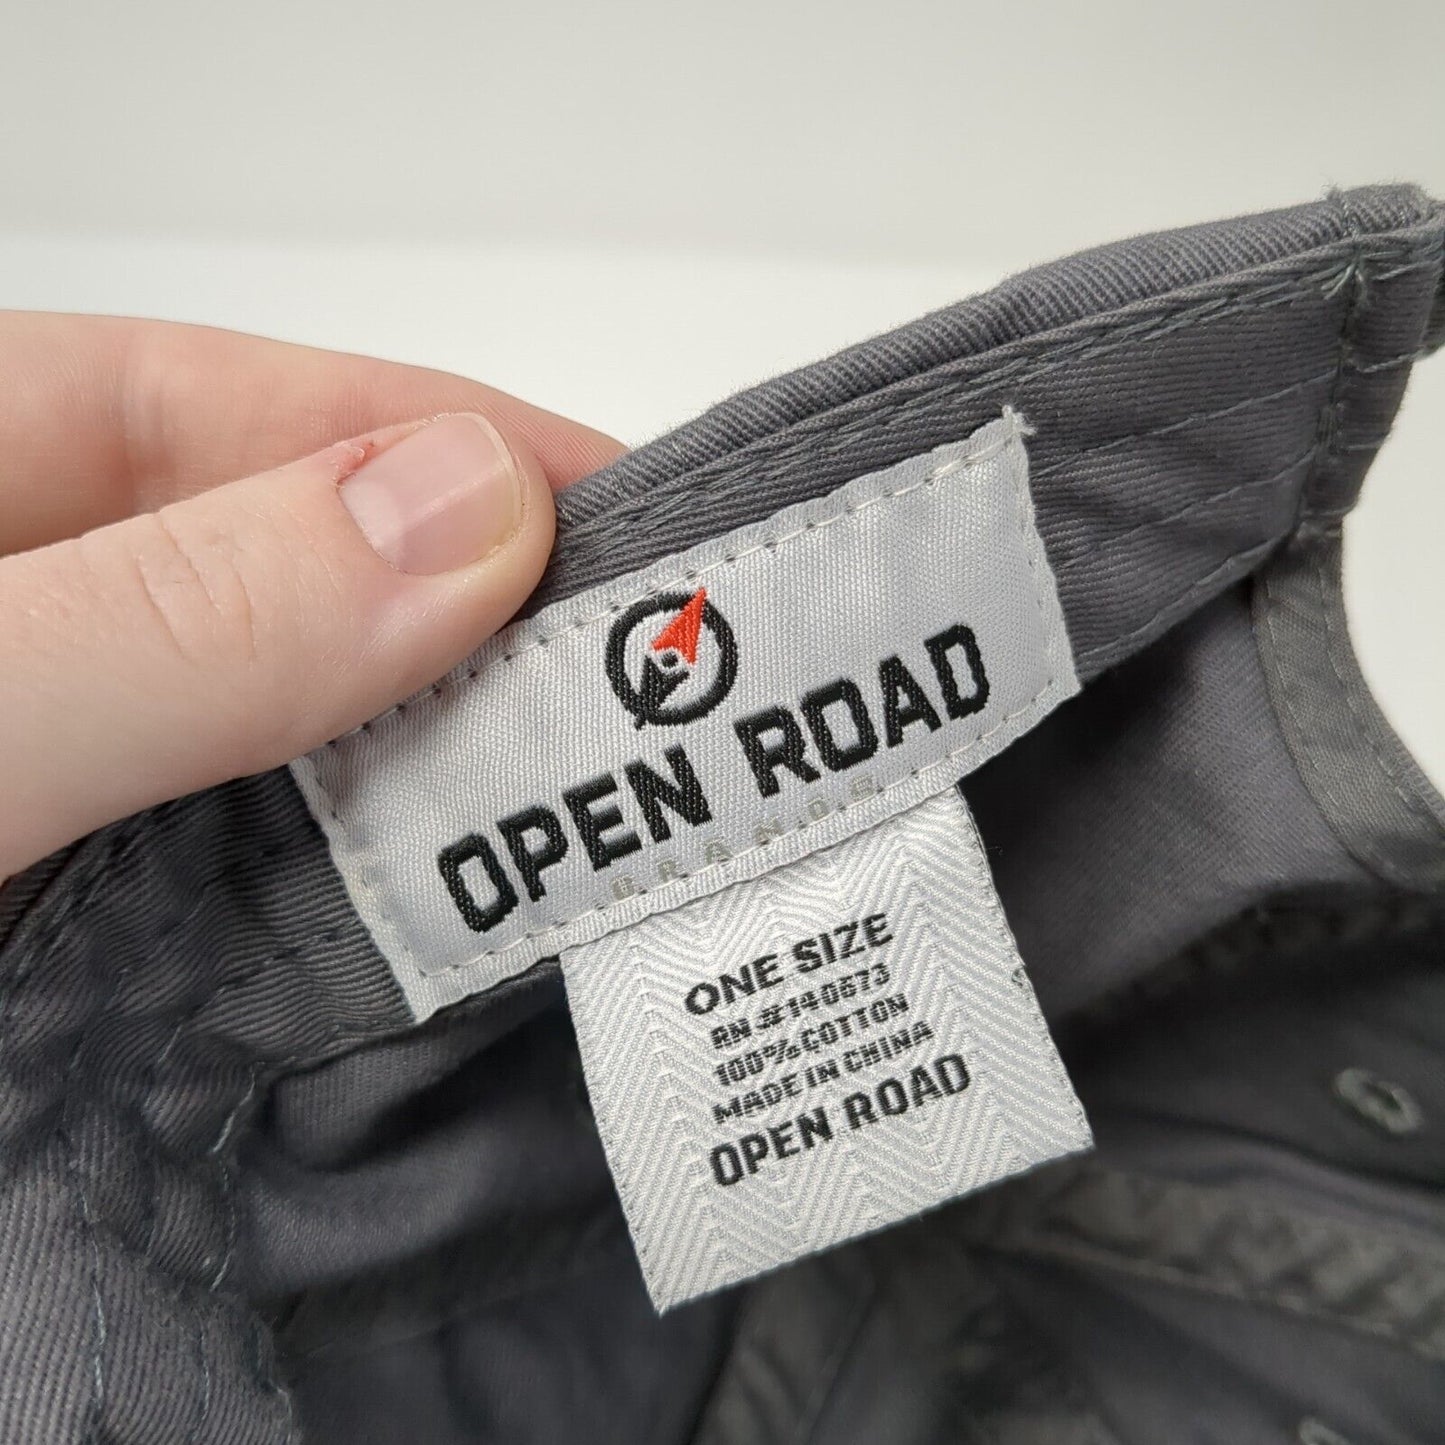 OPEN ROAD
BRANDS
ONE SIZE
RN #140673
100% COTTON
MADE IN CHINA
OPEN ROAD